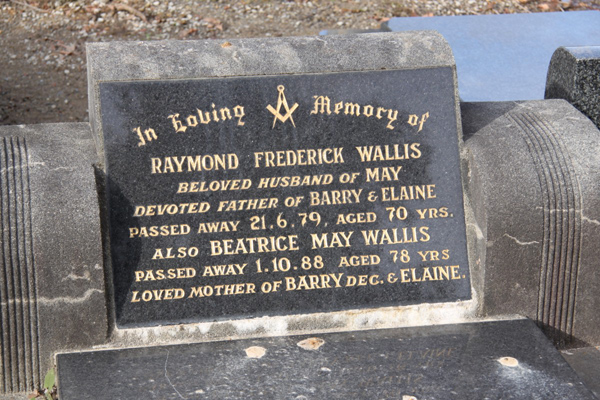 In Loving Memory of
RAYMOND FREDERICK WALLIS
BELOVED HUSBAND OF MAY
DEVOTED FATHER OF BARRY & ELAINE
PASSED AWAY 21.6.79, AGED 70 YRS.
ALSO BEATRICE MAY WALLIS
PASSED AWAY 1.10.88 AGED 78 YRS
LOVED MOTHER OF BARRY DEC. & ELAINE.